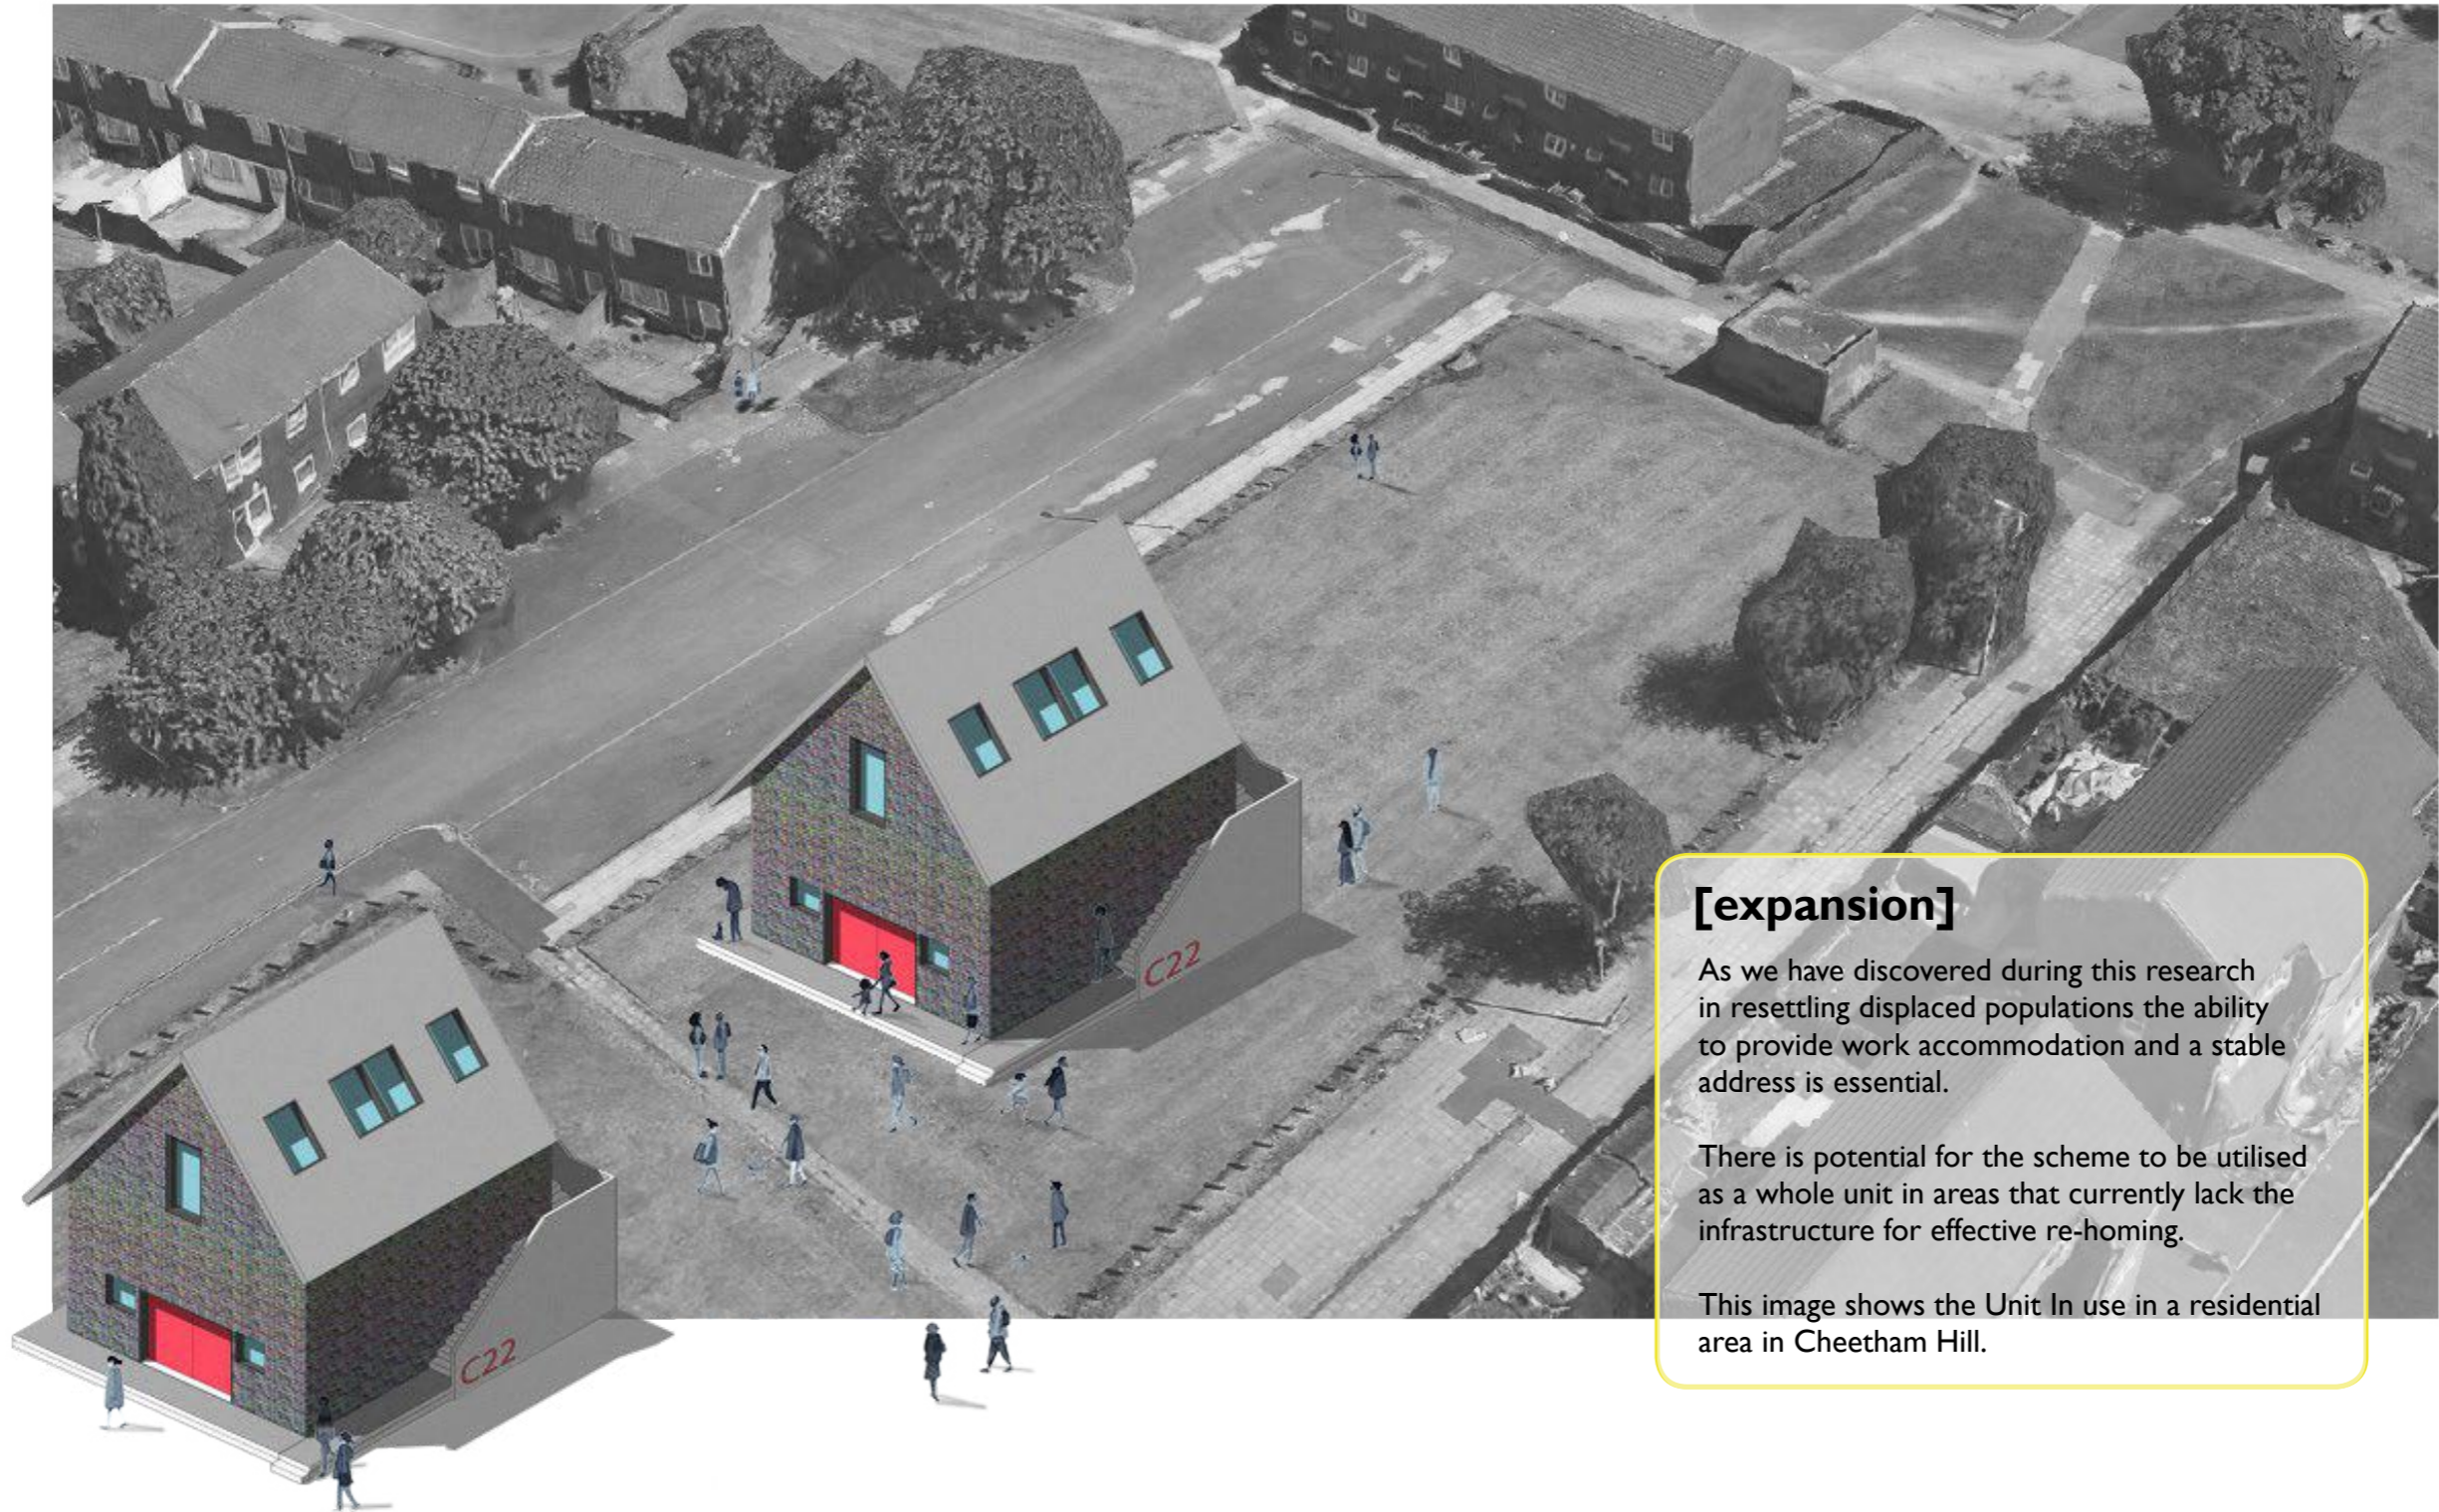 C22
C22
[expansion]
As we have discovered during this research
in resettling displaced populations the ability
to provide work accommodation and a stable
address is essential.
There is potential for the scheme to be utilised
as a whole unit in areas that currently lack the
infrastructure for effective re-homing.
This image shows the Unit In use in a residential
area in Cheetham Hill.